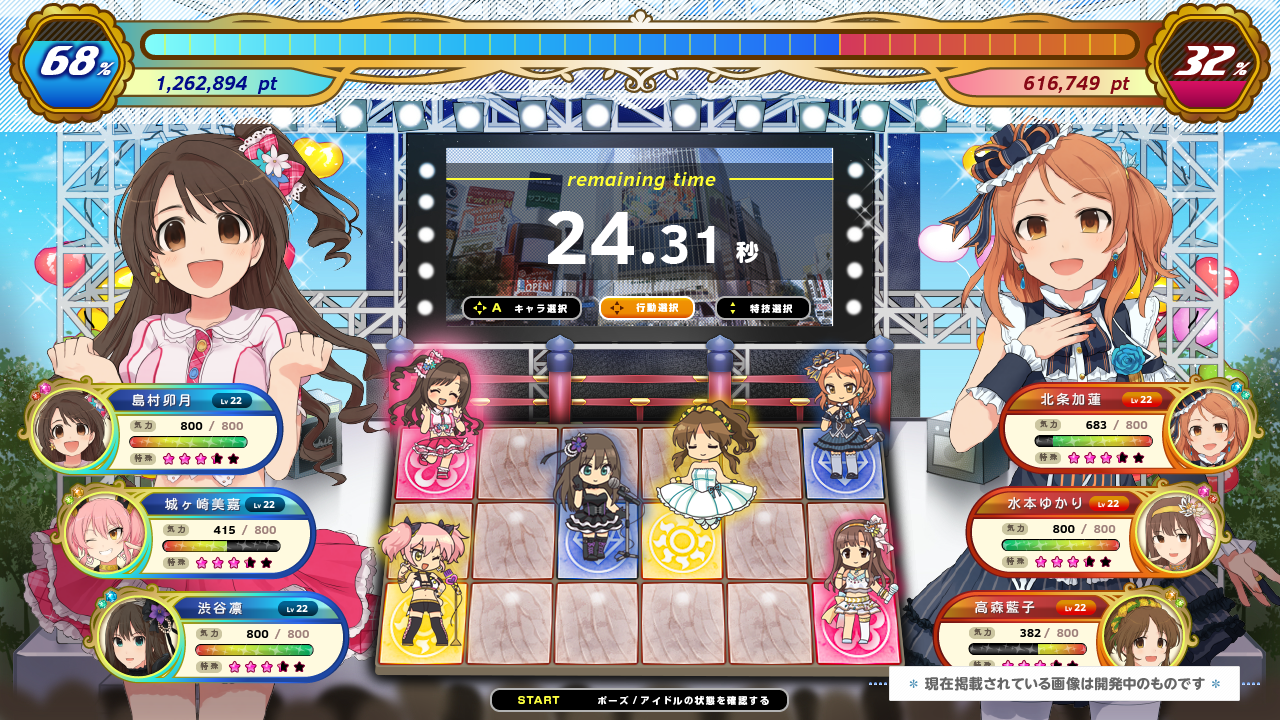 68%
1,262,894 pt
32%
616,749 pt
remaining time
24.31 秒
A キャラ選択
行動選択
特技選択
OPEN!
島村卯月 Lv 22
気力 800 / 800
特殊
城ヶ崎美嘉 Lv 22
気力 415 / 800
特殊
渋谷凛 Lv 22
気力 800 / 800
特殊
北条加蓮 Lv 22
気力 683 / 800
特殊
水本ゆかり Lv 22
気力 800 / 800
特殊
高森藍子 Lv 22
気力 382 / 800
特殊
START ポーズ / アイドルの状態を確認する
＊ 現在掲載されている画像は開発中のものです ＊